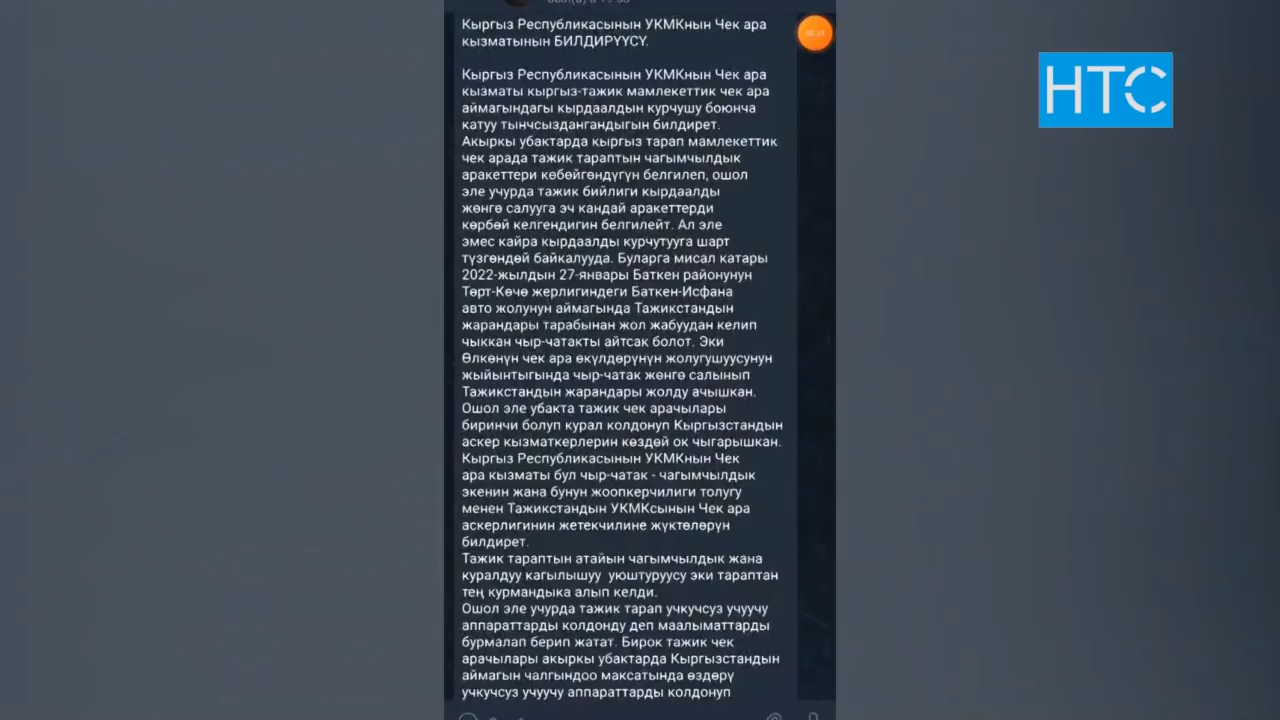 Кыргыз Республикасынын УКМКнын Чек ара
кызматынын БИЛДИРҮҮСҮ.
Кыргыз Республикасынын УКМКнын Чек ара
кызматы кыргыз-тажик мамлекеттик чек ара
аймагындагы кырдаалдын курчушу боюнча
катуу тынчсыздангандыгын билдирет.
Акыркы убактарда кыргыз тарап мамлекеттик
чек арада тажик тараптын чагымчылдык
аракеттери көбөйгөндүгүн белгилеп, ошол
эле учурда тажик бийлиги кырдаалды
жөнгө салууга эч кандай аракеттерди
көрбөй келгендигин белгилейт. Ал эле
эмес кайра кырдаалды курчутууга шарт
түзгөндөй байкалууда. Буларга мисал катары
2022-жылдын 27-январы Баткен районунун
Төрт-Көчө жерлигиндеги Баткен-Исфана
авто жолунун аймагында Тажикстандын
жарандары тарабынан жол жабуудан келип
чыккан чыр-чатакты айтсак болот. Эки
Өлкөнүн чек ара өкүлдөрүнүн жолугушуусунун
жыйынтыгында чыр-чатак жөнгө салынып
Тажикстандын жарандары жолду ачышкан.
Ошол эле убакта тажик чек арачылары
биринчи болуп курал колдонуп Кыргызстандын
аскер кызматкерлерин көздөй ок чыгарышкан.
Кыргыз Республикасынын УКМКнын Чек
ара кызматы бул чыр-чатак - чагымчылдык
экенин жана бунун жоопкерчилиги толугу
менен Тажикстандын УКМКсынын Чек ара
аскерлигинин жетекчилине жүктөлөрүн
билдирет.
Тажик тараптын атайын чагымчылдык жана
куралдуу кагылышуу уюштуруусу эки тараптан
тең курмандыка алып келди.
Ошол эле учурда тажик тарап учкучсуз учуучу
аппараттарды колдонду деп маалыматтарды
бурмалап берип жатат. Бирок тажик чек
арачылары акыркы убактарда Кыргызстандын
аймагын чалгындоо максатында өздөрү
учкучсуз учуучу аппараттарды колдонуп
НТС